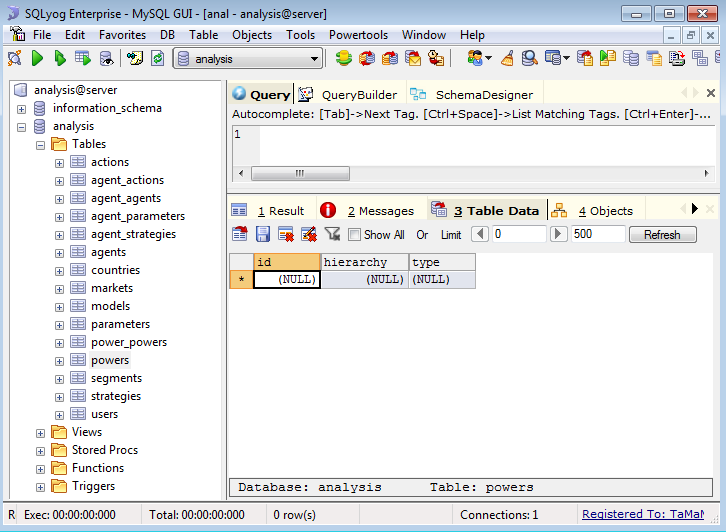 SQLyog Enterprise - MySQL GUI - [anal - analysis@server]
File Edit Favorites DB Table Objects Tools Powertools Window Help
analysis
analysis@server
information_schema
analysis
Tables
actions
agent_actions
agent_agents
agent_parameters
agent_strategies
agents
countries
markets
models
parameters
power_powers
powers
segments
strategies
users
Views
Stored Procs
Functions
Triggers
Query QueryBuilder SchemaDesigner
Autocomplete: [Tab]->Next Tag. [Ctrl+Space]->List Matching Tags. [Ctrl+Enter]-...
1
1 Result 2 Messages 3 Table Data 4 Objects
Show All Or Limit 0 500 Refresh
id hierarchy type
* (NULL) (NULL) (NULL)
Database: analysis Table: powers
R Exec: 00:00:00:000 Total: 00:00:00:000 0 row(s) Connections: 1 Registered To: TaMaM